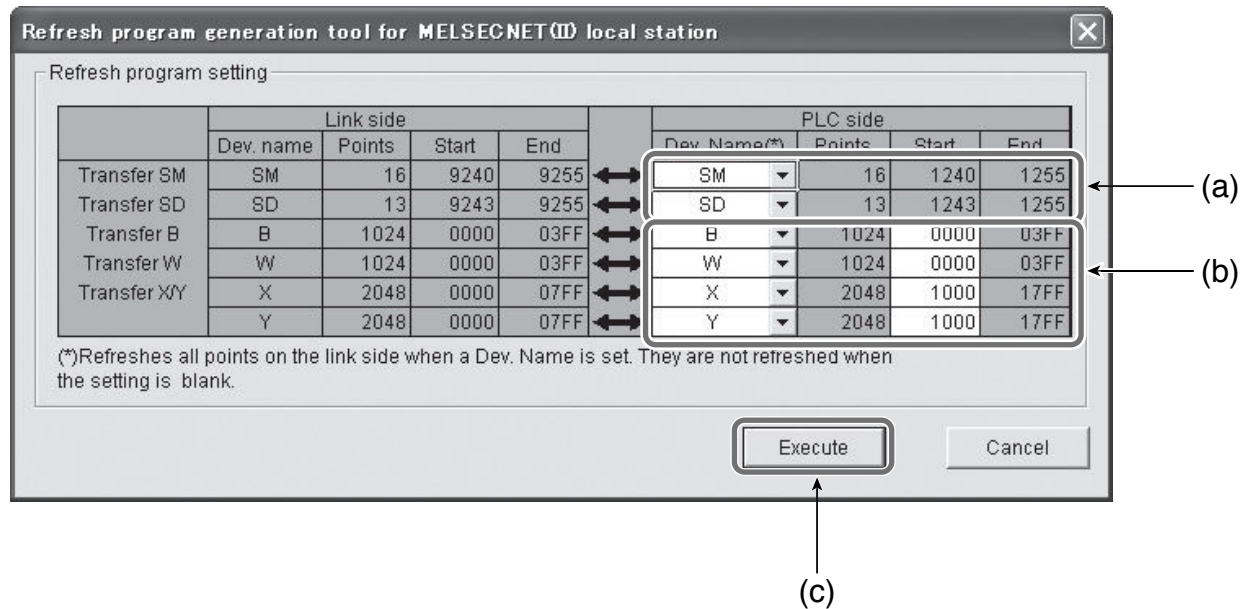 Refresh program generation tool for MELSECNET(II) local station
Refresh program setting
Link side PLC side
Dev. name Points Start End Dev. Name(*) Points Start End
Transfer SM SM 16 9240 9255 SM 16 1240 1255
(a)
Transfer SD SD 13 9243 9255 SD 13 1243 1255
Transfer B B 1024 0000 03FF B 1024 0000 03FF
Transfer W W 1024 0000 03FF W 1024 0000 03FF
(b)
Transfer X/Y X 2048 0000 07FF X 2048 1000 17FF
Y 2048 0000 07FF Y 2048 1000 17FF
(*)Refreshes all points on the link side when a Dev. Name is set. They are not refreshed when
the setting is blank.
Execute Cancel
(c)